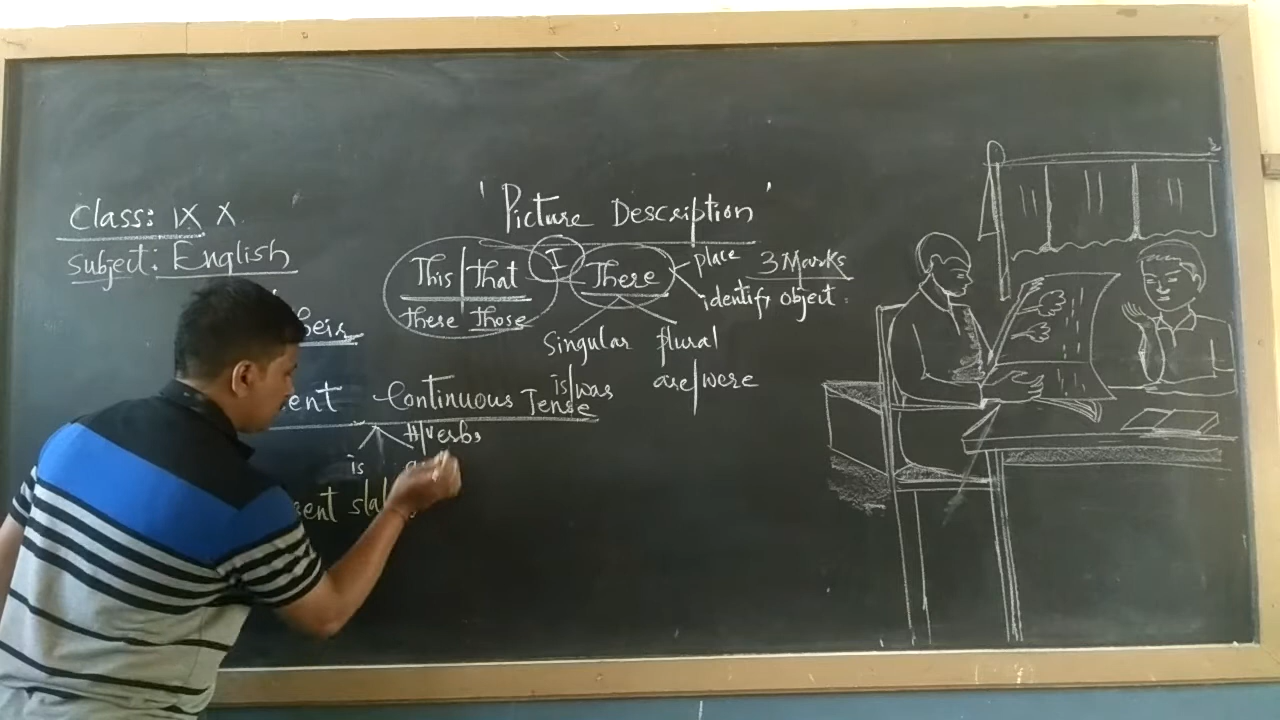 Class: IX X
Subject: English
'Picture Description'
This|that
these those
I
There
place
identify object:
3 Marks
Singular plural
is/was are/were
Continuous Tense
H/Verbs
is